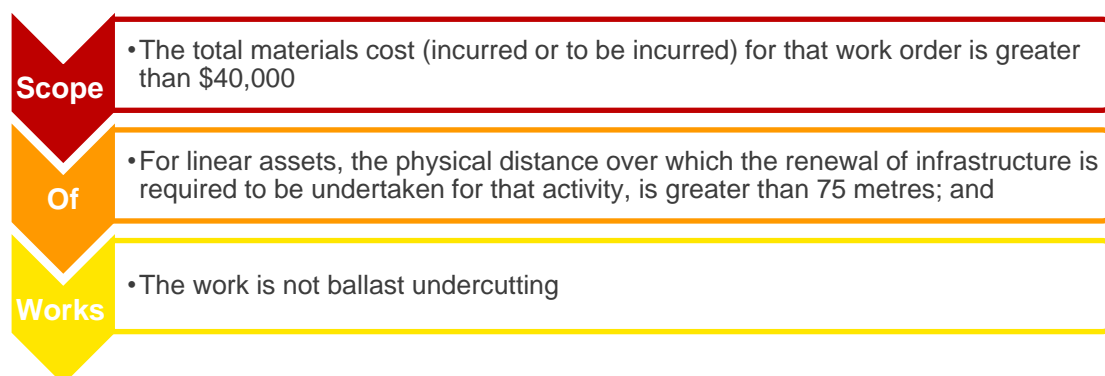 Scope
•The total materials cost (incurred or to be incurred) for that work order is greater
than $40,000
Of
•For linear assets, the physical distance over which the renewal of infrastructure is
required to be undertaken for that activity, is greater than 75 metres; and
Works
•The work is not ballast undercutting